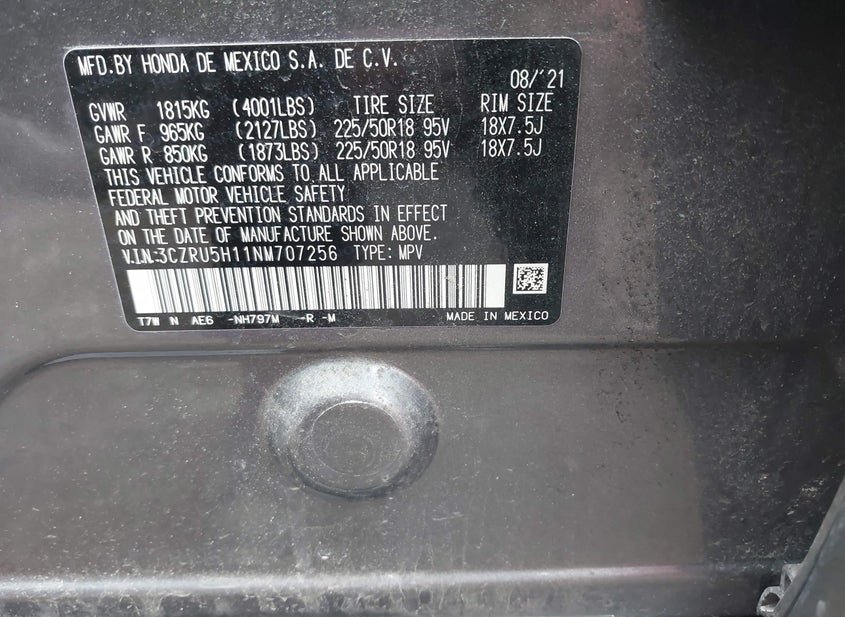 MFD.BY HONDA DE MEXICO S.A. DE C.V.
08/'21
GVWR 1815KG (4001LBS) TIRE SIZE RIM SIZE
GAWR F 965KG (2127LBS) 225/50R18 95V 18X7.5J
GAWR R 850KG (1873LBS) 225/50R18 95V 18X7.5J
THIS VEHICLE CONFORMS TO ALL APPLICABLE
FEDERAL MOTOR VEHICLE SAFETY
AND THEFT PREVENTION STANDARDS IN EFFECT
ON THE DATE OF MANUFACTURE SHOWN ABOVE.
V.I.N.:3CZRU5H11NM707256 TYPE: MPV
T7W N AE6 -NH797M -R -M MADE IN MEXICO